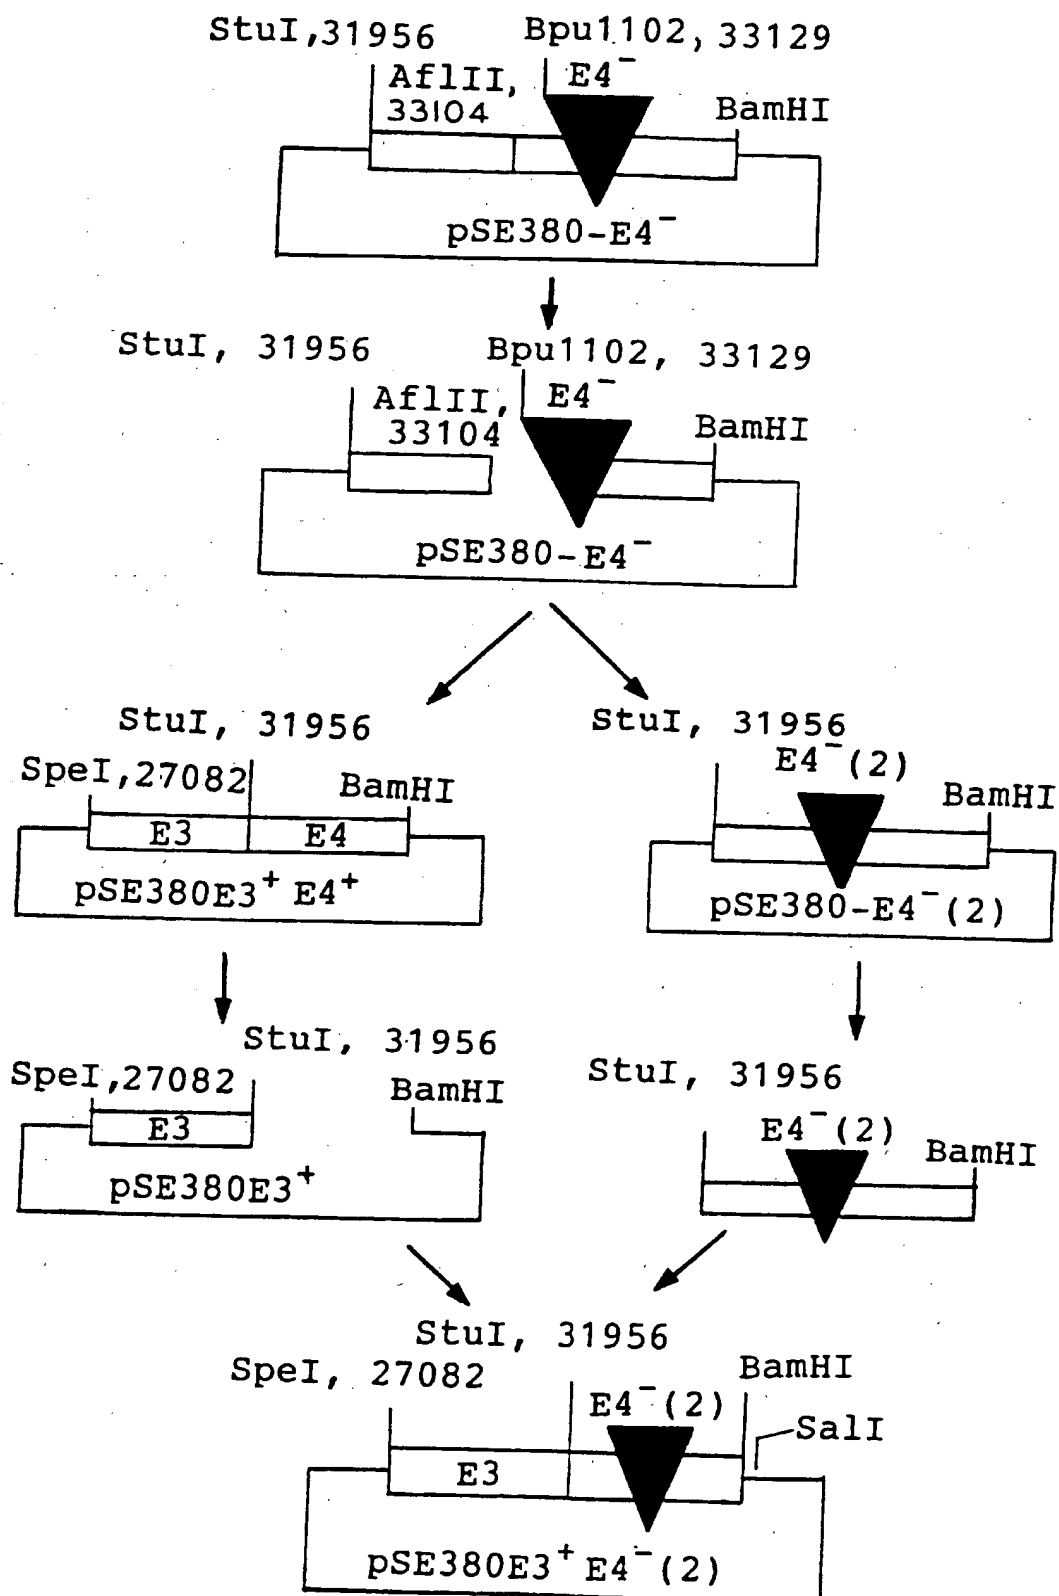 StuI,31956 Bpu1102, 33129
AflII,
33104
E4⁻
BamHI
pSE380-E4⁻
StuI, 31956 Bpu1102, 33129
AflII,
33104
E4⁻
BamHI
pSE380-E4⁻
StuI, 31956
SpeI,27082
BamHI
E3 E4
pSE380E3⁺ E4⁺
StuI, 31956
E4⁻(2)
BamHI
pSE380-E4⁻(2)
StuI, 31956
SpeI,27082
BamHI
E3
pSE380E3⁺
StuI, 31956
E4⁻(2)
BamHI
StuI, 31956
SpeI, 27082
BamHI
E4⁻(2)
SalI
E3
pSE380E3⁺ E4⁻(2)